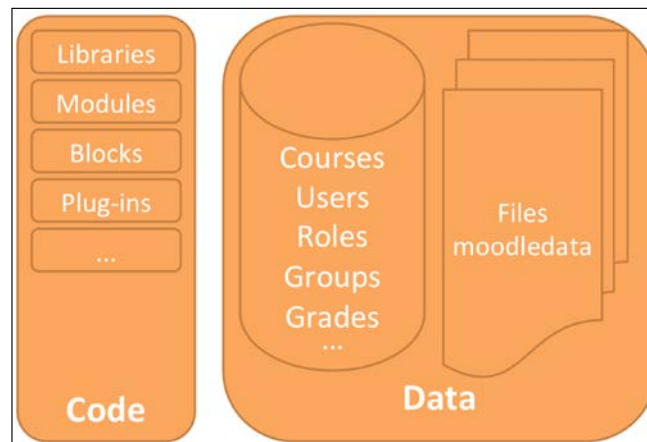 Libraries
Modules
Blocks
Plug-ins
...
Code
Courses
Users
Roles
Groups
Grades
...
Files
moodledata
Data